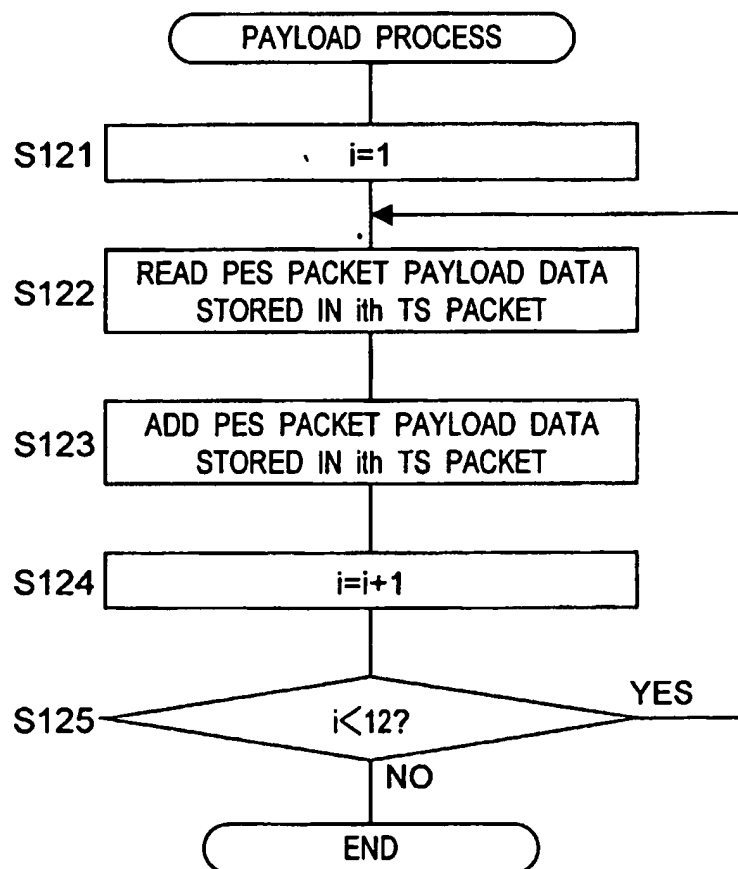 PAYLOAD PROCESS
S121
i=1
S122
READ PES PACKET PAYLOAD DATA
STORED IN ith TS PACKET
S123
ADD PES PACKET PAYLOAD DATA
STORED IN ith TS PACKET
S124
i=i+1
S125
i<12?
YES
NO
END